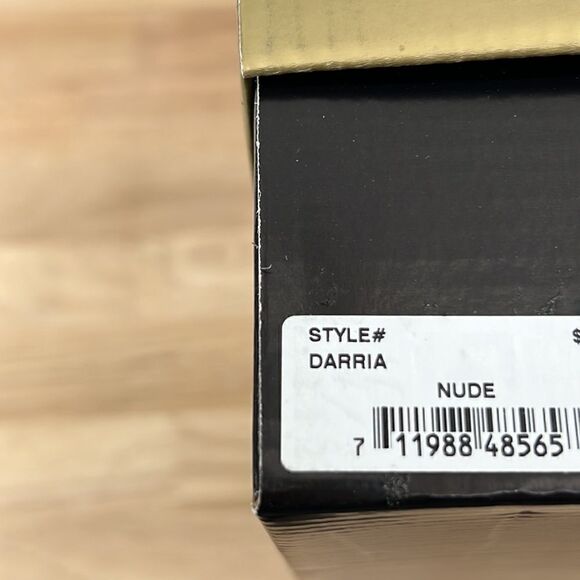 STYLE# $
DARRIA
NUDE
7 11988 48565